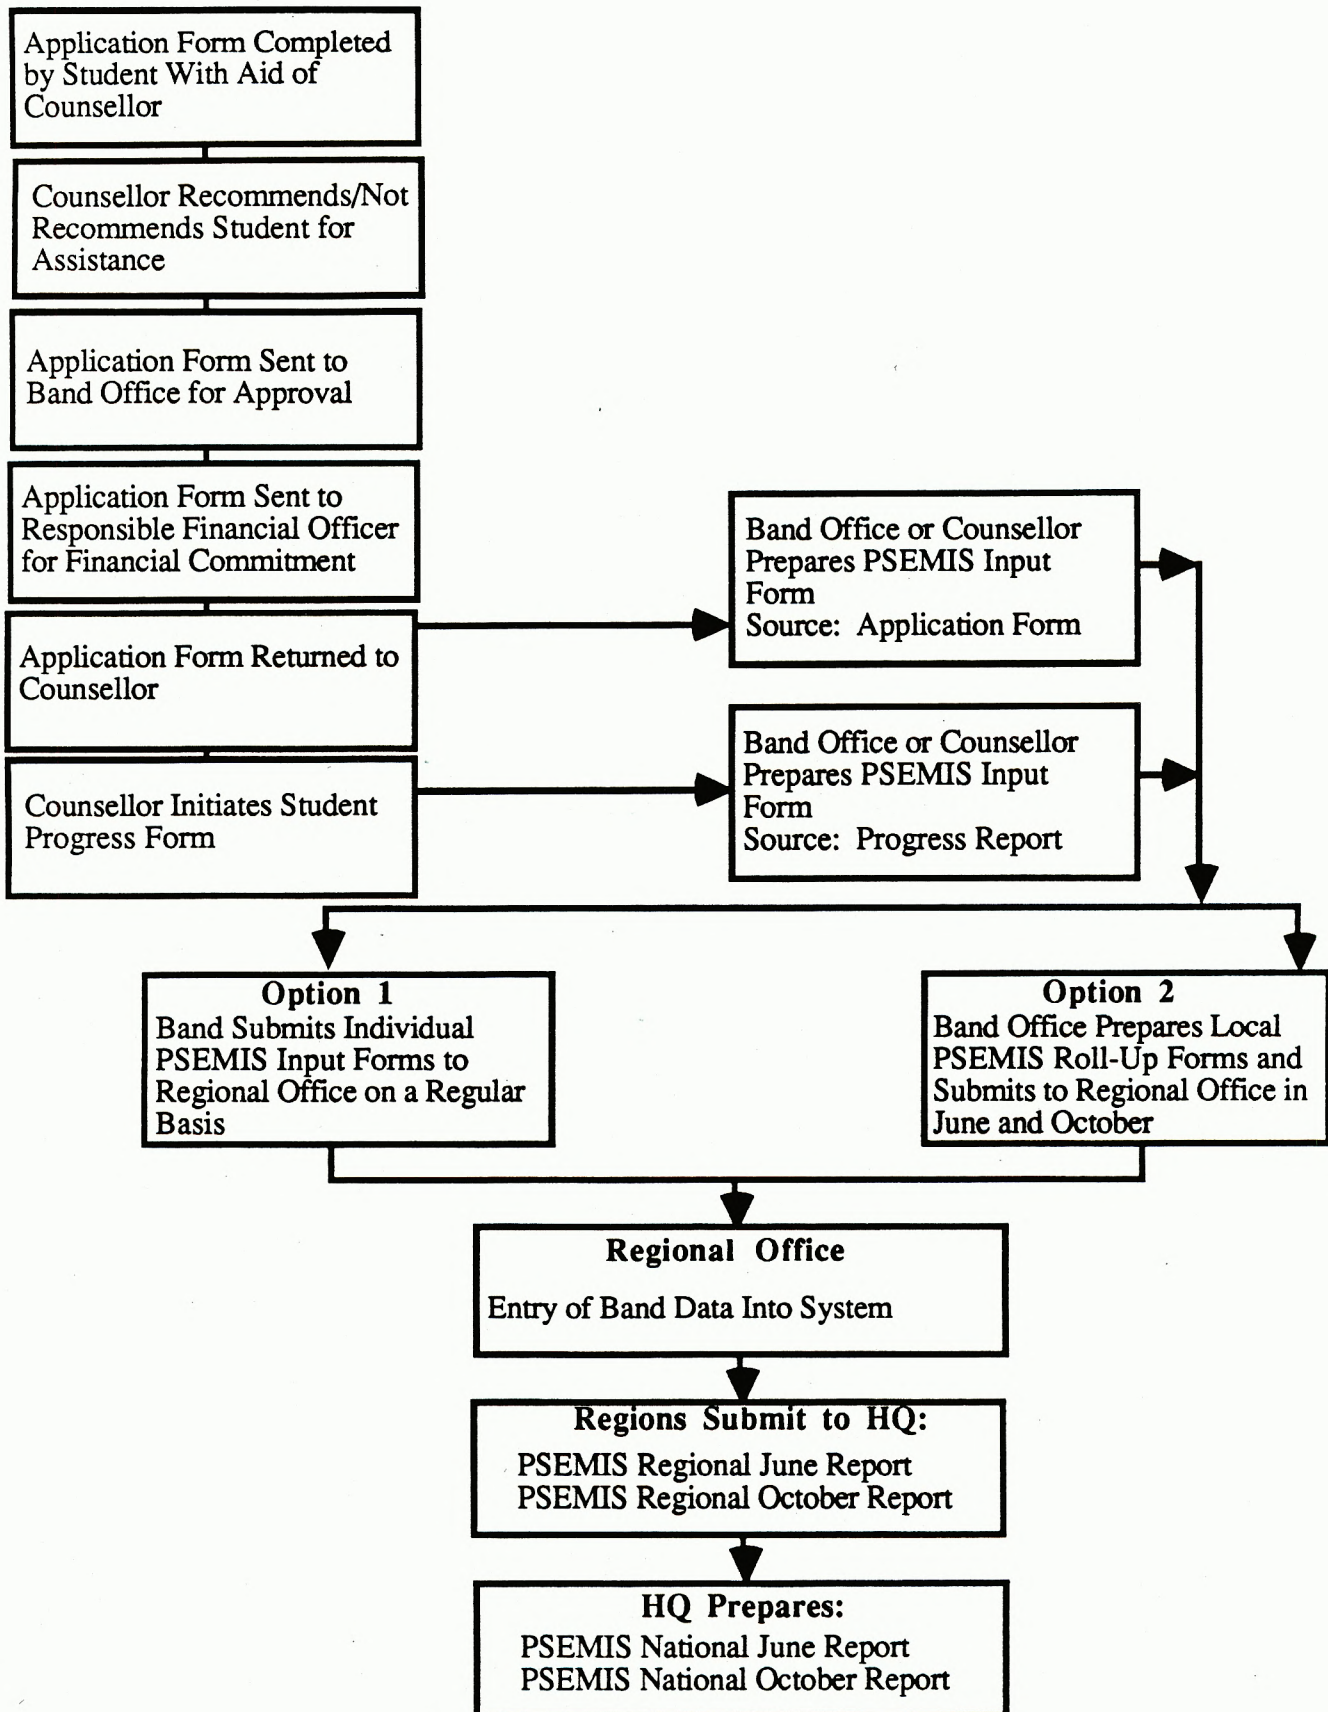 Application Form Completed
by Student With Aid of
Counsellor
Counsellor Recommends/Not
Recommends Student for
Assistance
Application Form Sent to
Band Office for Approval
Application Form Sent to
Responsible Financial Officer
for Financial Commitment
Application Form Returned to
Counsellor
Counsellor Initiates Student
Progress Form
Band Office or Counsellor
Prepares PSEMIS Input
Form
Source: Application Form
Band Office or Counsellor
Prepares PSEMIS Input
Form
Source: Progress Report
Option 1
Band Submits Individual
PSEMIS Input Forms to
Regional Office on a Regular
Basis
Option 2
Band Office Prepares Local
PSEMIS Roll-Up Forms and
Submits to Regional Office in
June and October
Regional Office
Entry of Band Data Into System
Regions Submit to HQ:
PSEMIS Regional June Report
PSEMIS Regional October Report
HQ Prepares:
PSEMIS National June Report
PSEMIS National October Report